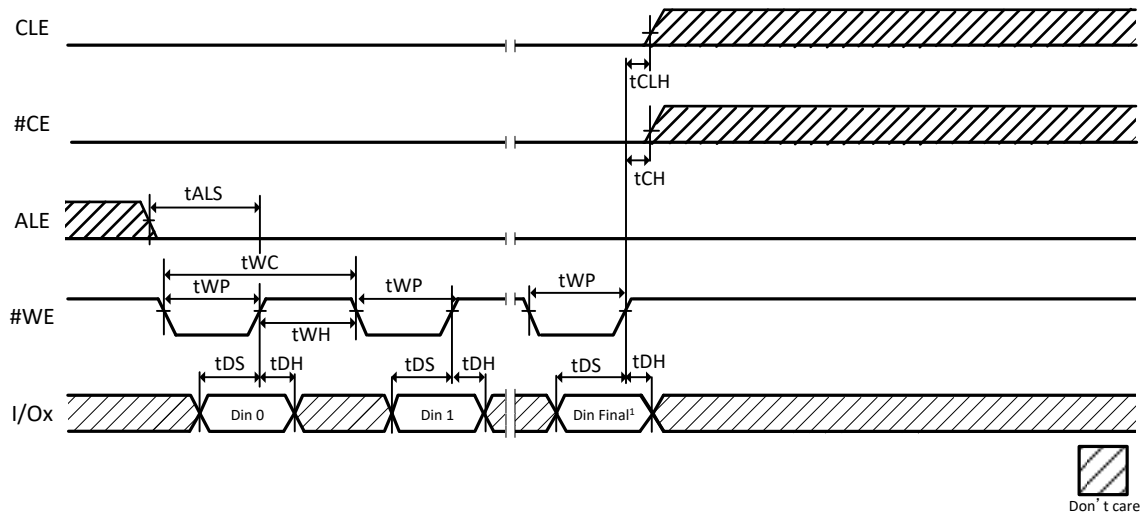 CLE
tCLH
#CE
tCH
tALS
ALE
tWC
tWP tWP tWP
#WE
tWH
tDS tDH tDS tDH tDS tDH
I/Ox Din 0 Din 1 Din Final¹
Don't care